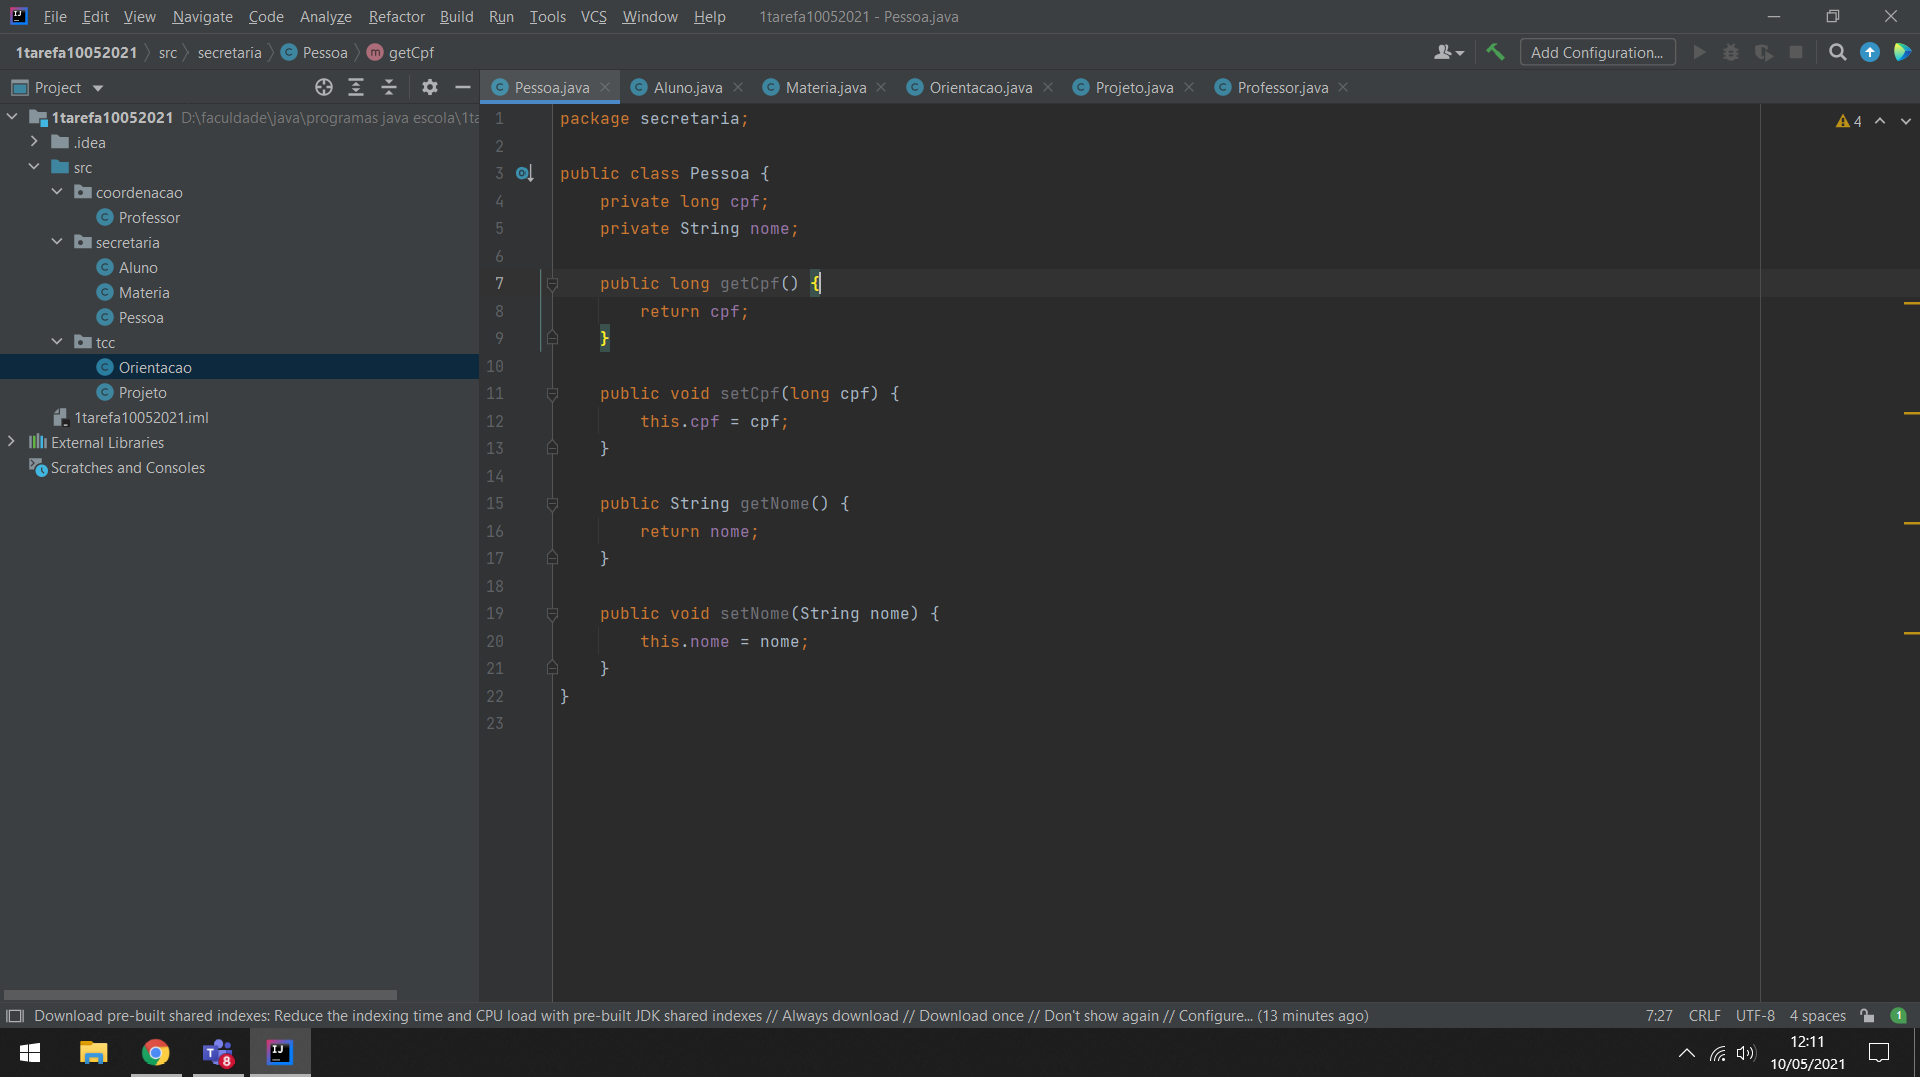 File Edit View Navigate Code Analyze Refactor Build Run Tools VCS Window Help 1tarefa10052021 - Pessoa.java
1tarefa10052021 src secretaria Pessoa getCpf Add Configuration...
Project
Pessoa.java Aluno.java Materia.java Orientacao.java Projeto.java Professor.java
1tarefa10052021 D:\faculdade\java\programas java escola\1ta
.idea
src
coordenacao
Professor
secretaria
Aluno
Materia
Pessoa
tcc
Orientacao
Projeto
1tarefa10052021.iml
External Libraries
Scratches and Consoles
4
1 package secretaria;
2
3 public class Pessoa {
4 private long cpf;
5 private String nome;
6
7 public long getCpf() {
8 return cpf;
9 }
10
11 public void setCpf(long cpf) {
12 this.cpf = cpf;
13 }
14
15 public String getNome() {
16 return nome;
17 }
18
19 public void setNome(String nome) {
20 this.nome = nome;
21 }
22 }
23
Download pre-built shared indexes: Reduce the indexing time and CPU load with pre-built JDK shared indexes // Always download // Download once // Don't show again // Configure... (13 minutes ago) 7:27 CRLF UTF-8 4 spaces 1
8
12:11
10/05/2021